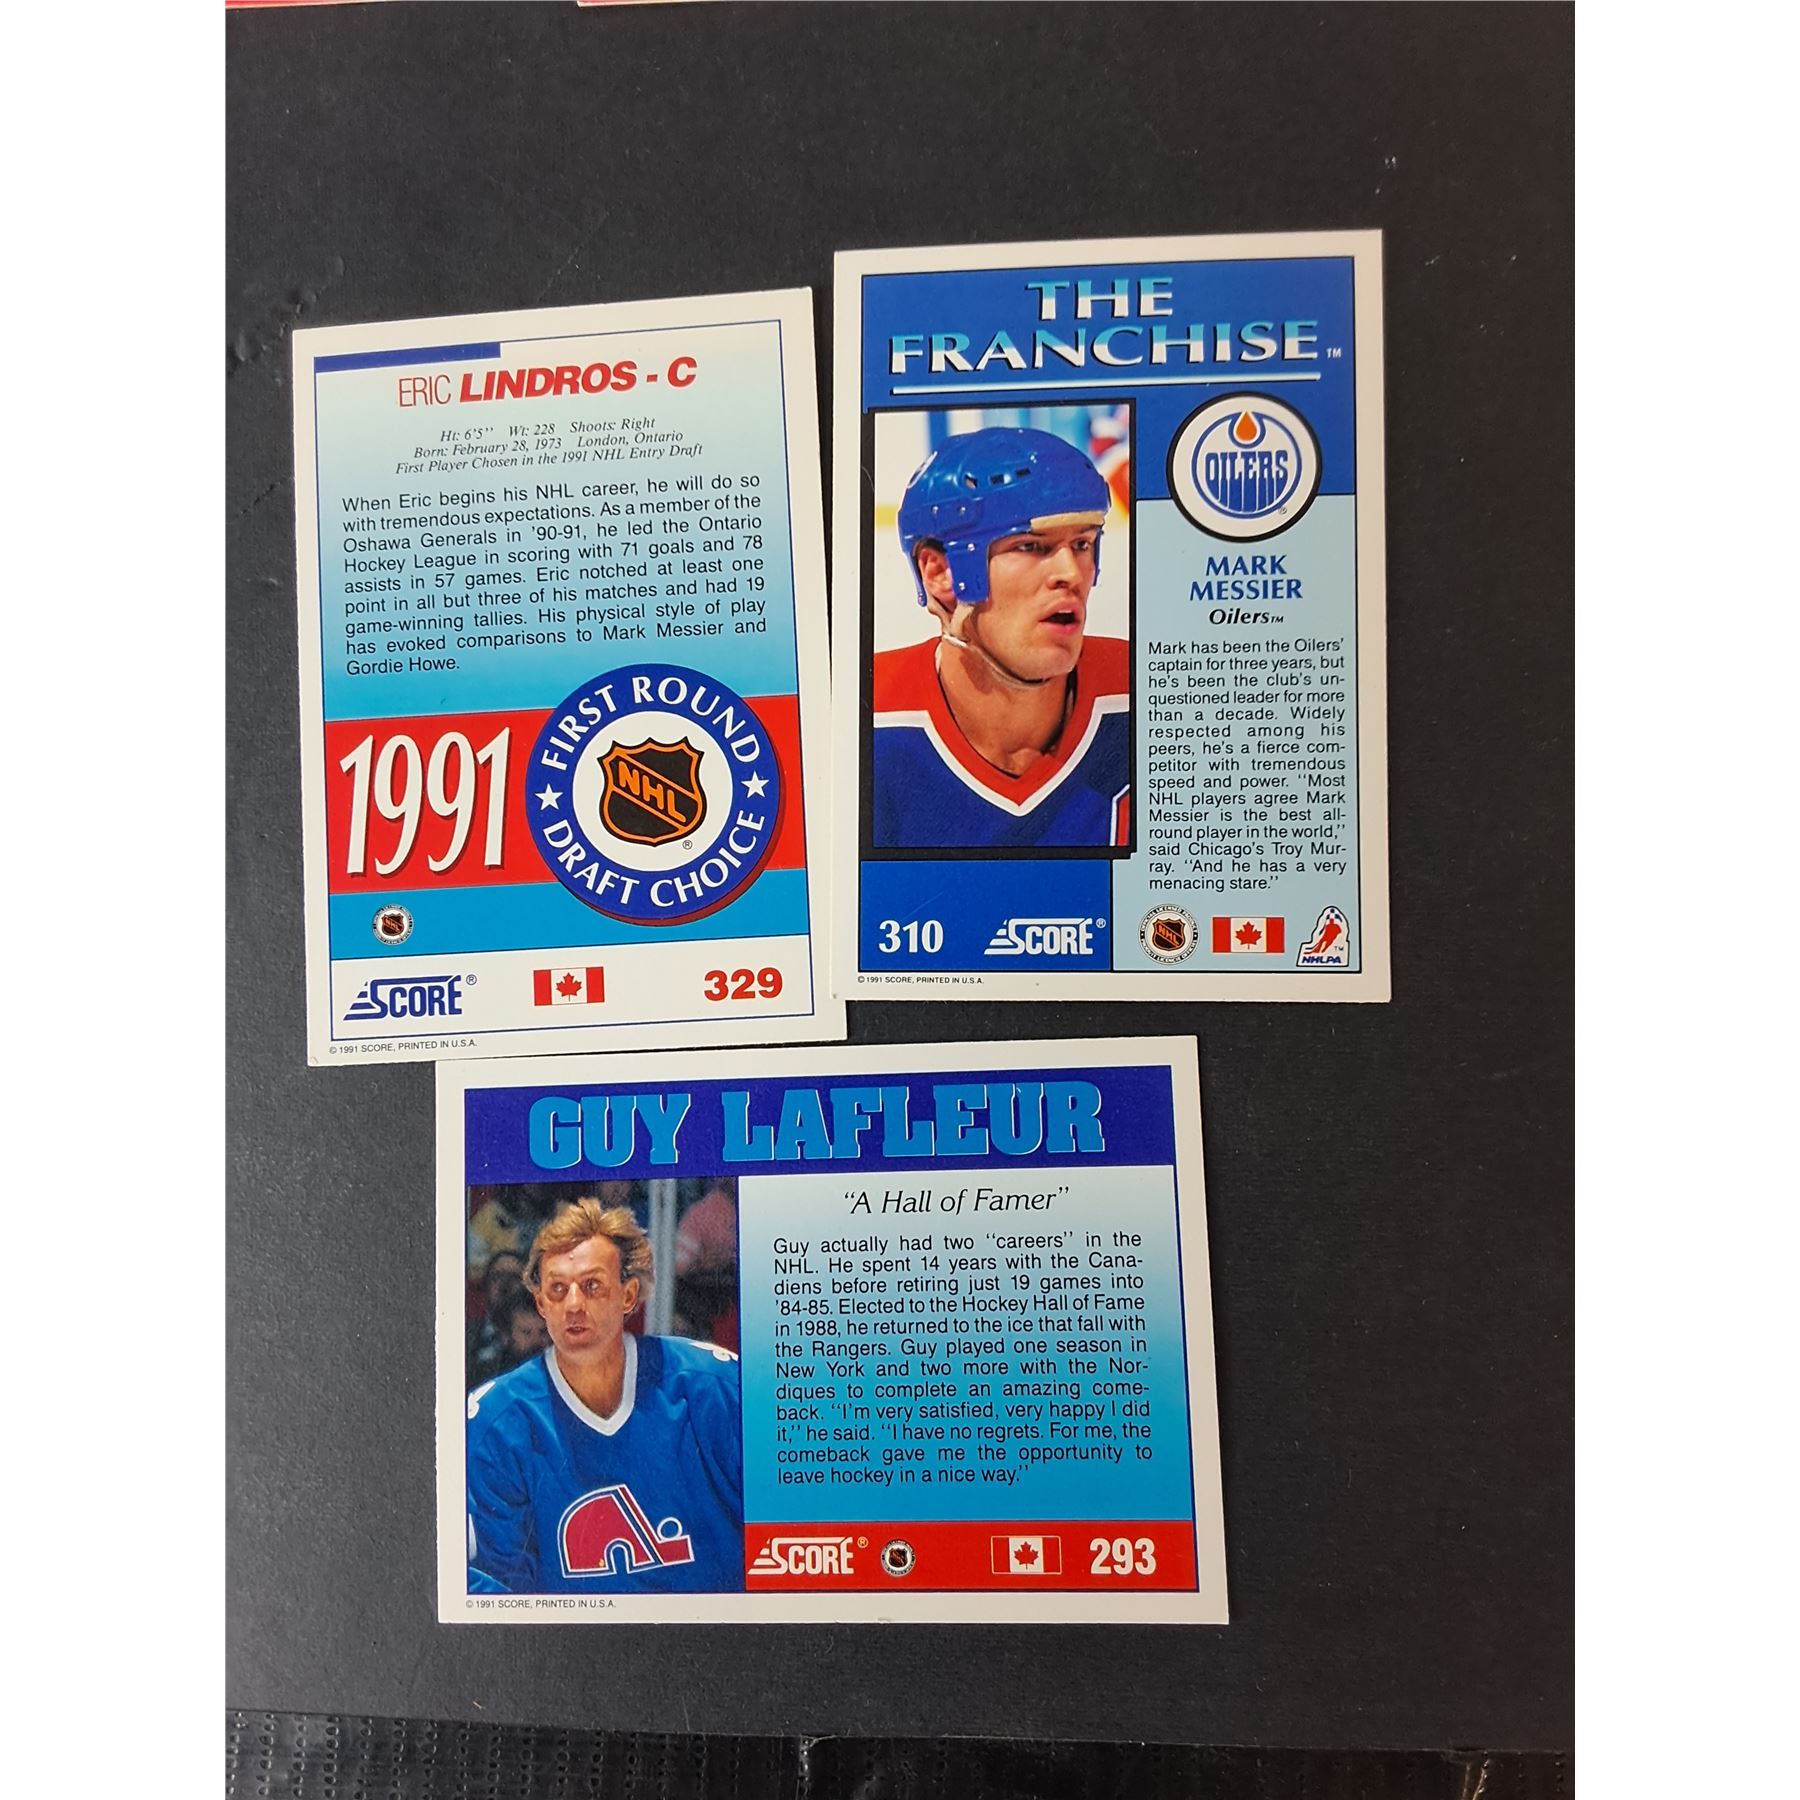 ERIC LINDROS - C
Ht: 6'5'' Wt: 228 Shoots: Right
Born: February 28, 1973 London, Ontario
First Player Chosen in the 1991 NHL Entry Draft
When Eric begins his NHL career, he will do so
with tremendous expectations. As a member of the
Oshawa Generals in '90-91, he led the Ontario
Hockey League in scoring with 71 goals and 78
assists in 57 games. Eric notched at least one
point in all but three of his matches and had 19
game-winning tallies. His physical style of play
has evoked comparisons to Mark Messier and
Gordie Howe.
1991
FIRST ROUND
NHL
®
DRAFT CHOICE
NHL
SCORE®
329
© 1991 SCORE, PRINTED IN U.S.A.
THE
FRANCHISE™
OILERS
®
MARK
MESSIER
Oilers™
Mark has been the Oilers'
captain for three years, but
he's been the club's un-
questioned leader for more
than a decade. Widely
respected among his
peers, he's a fierce com-
petitor with tremendous
speed and power. ''Most
NHL players agree Mark
Messier is the best all-
round player in the world,''
said Chicago's Troy Mur-
ray. ''And he has a very
menacing stare.''
310
SCORE®
NHL
™
NHLPA
© 1991 SCORE, PRINTED IN U.S.A.
GUY LAFLEUR
“A Hall of Famer”
Guy actually had two ''careers'' in the
NHL. He spent 14 years with the Cana-
diens before retiring just 19 games into
'84-85. Elected to the Hockey Hall of Fame
in 1988, he returned to the ice that fall with
the Rangers. Guy played one season in
New York and two more with the Nor-
diques to complete an amazing come-
back. ''I'm very satisfied, very happy I did
it,'' he said. ''I have no regrets. For me, the
comeback gave me the opportunity to
leave hockey in a nice way.''
SCORE®
293
© 1991 SCORE, PRINTED IN U.S.A.